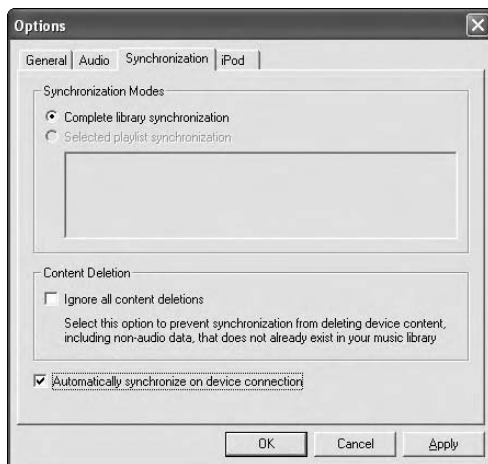 Options
General Audio Synchronization iPod
Synchronization Modes
Complete library synchronization
Selected playlist synchronization
Content Deletion
Ignore all content deletions
Select this option to prevent synchronization from deleting device content,
including non-audio data, that does not already exist in your music library
Automatically synchronize on device connection
OK Cancel Apply